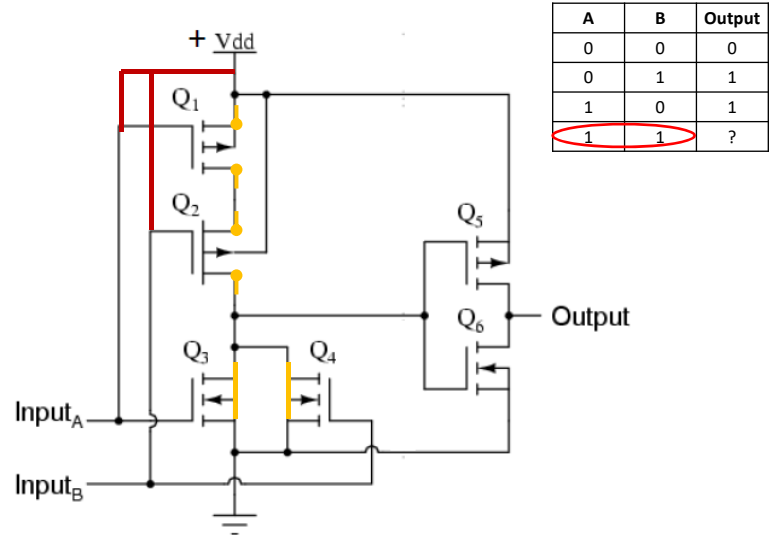 + Vdd
Q1
Q2
Q3
Q4
Q5
Q6
Output
InputA
InputB
A B Output
0 0 0
0 1 1
1 0 1
1 1 ?